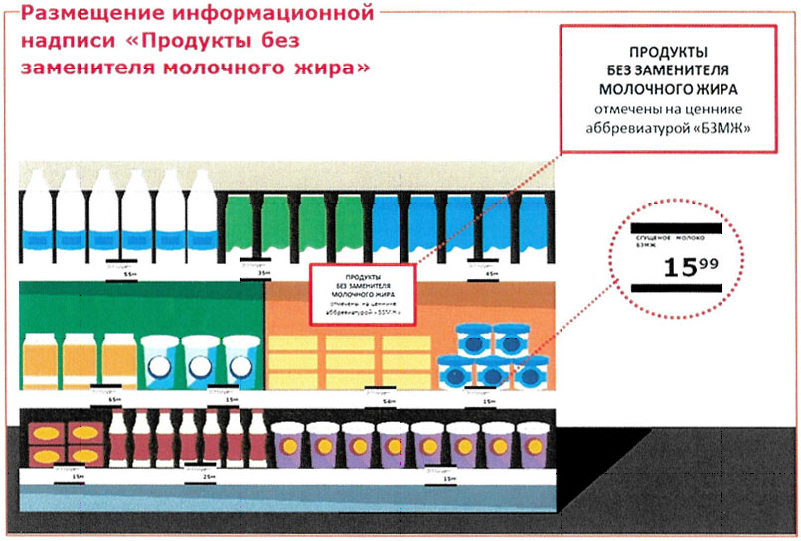 Размещение информационной
надписи «Продукты без
заменителя молочного жира»
ПРОДУКТЫ
БЕЗ ЗАМЕНИТЕЛЯ
МОЛОЧНОГО ЖИРА
отмечены на ценнике
аббревиатурой «БЗМЖ»
СГУЩЕНОЕ МОЛОКО
БЗМЖ
15⁹⁹
ПРОДУКТЫ
БЕЗ ЗАМЕНИТЕЛЯ
МОЛОЧНОГО ЖИРА
отмечены на ценнике
аббревиатурой «БЗМЖ»